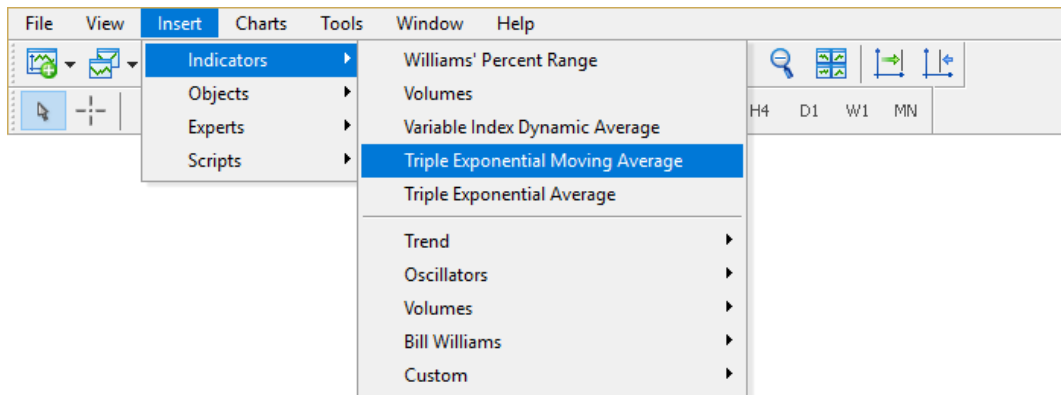 File View Insert Charts Tools Window Help
Indicators
Objects
Experts
Scripts
Williams' Percent Range
Volumes
Variable Index Dynamic Average
Triple Exponential Moving Average
Triple Exponential Average
Trend
Oscillators
Volumes
Bill Williams
Custom
H4 D1 W1 MN